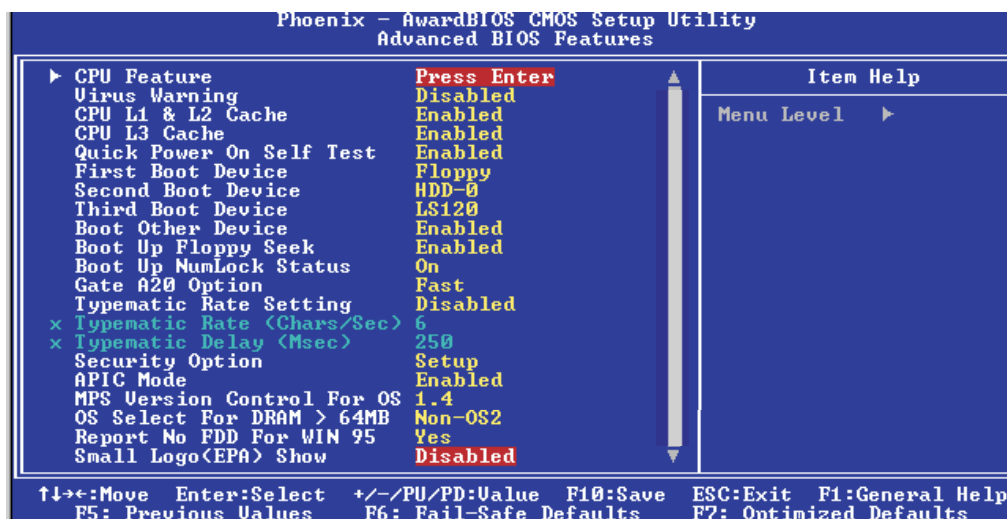 Phoenix - AwardBIOS CMOS Setup Utility
Advanced BIOS Features
CPU Feature Press Enter
Virus Warning Disabled
CPU L1 & L2 Cache Enabled
CPU L3 Cache Enabled
Quick Power On Self Test Enabled
First Boot Device Floppy
Second Boot Device HDD-0
Third Boot Device LS120
Boot Other Device Enabled
Boot Up Floppy Seek Enabled
Boot Up NumLock Status On
Gate A20 Option Fast
Typematic Rate Setting Disabled
x Typematic Rate (Chars/Sec) 6
x Typematic Delay (Msec) 250
Security Option Setup
APIC Mode Enabled
MPS Version Control For OS 1.4
OS Select For DRAM > 64MB Non-OS2
Report No FDD For WIN 95 Yes
Small Logo(EPA) Show Disabled
Item Help
Menu Level ►
↑↓→←:Move Enter:Select +/-/PU/PD:Value F10:Save ESC:Exit F1:General Help
F5: Previous Values F6: Fail-Safe Defaults F7: Optimized Defaults